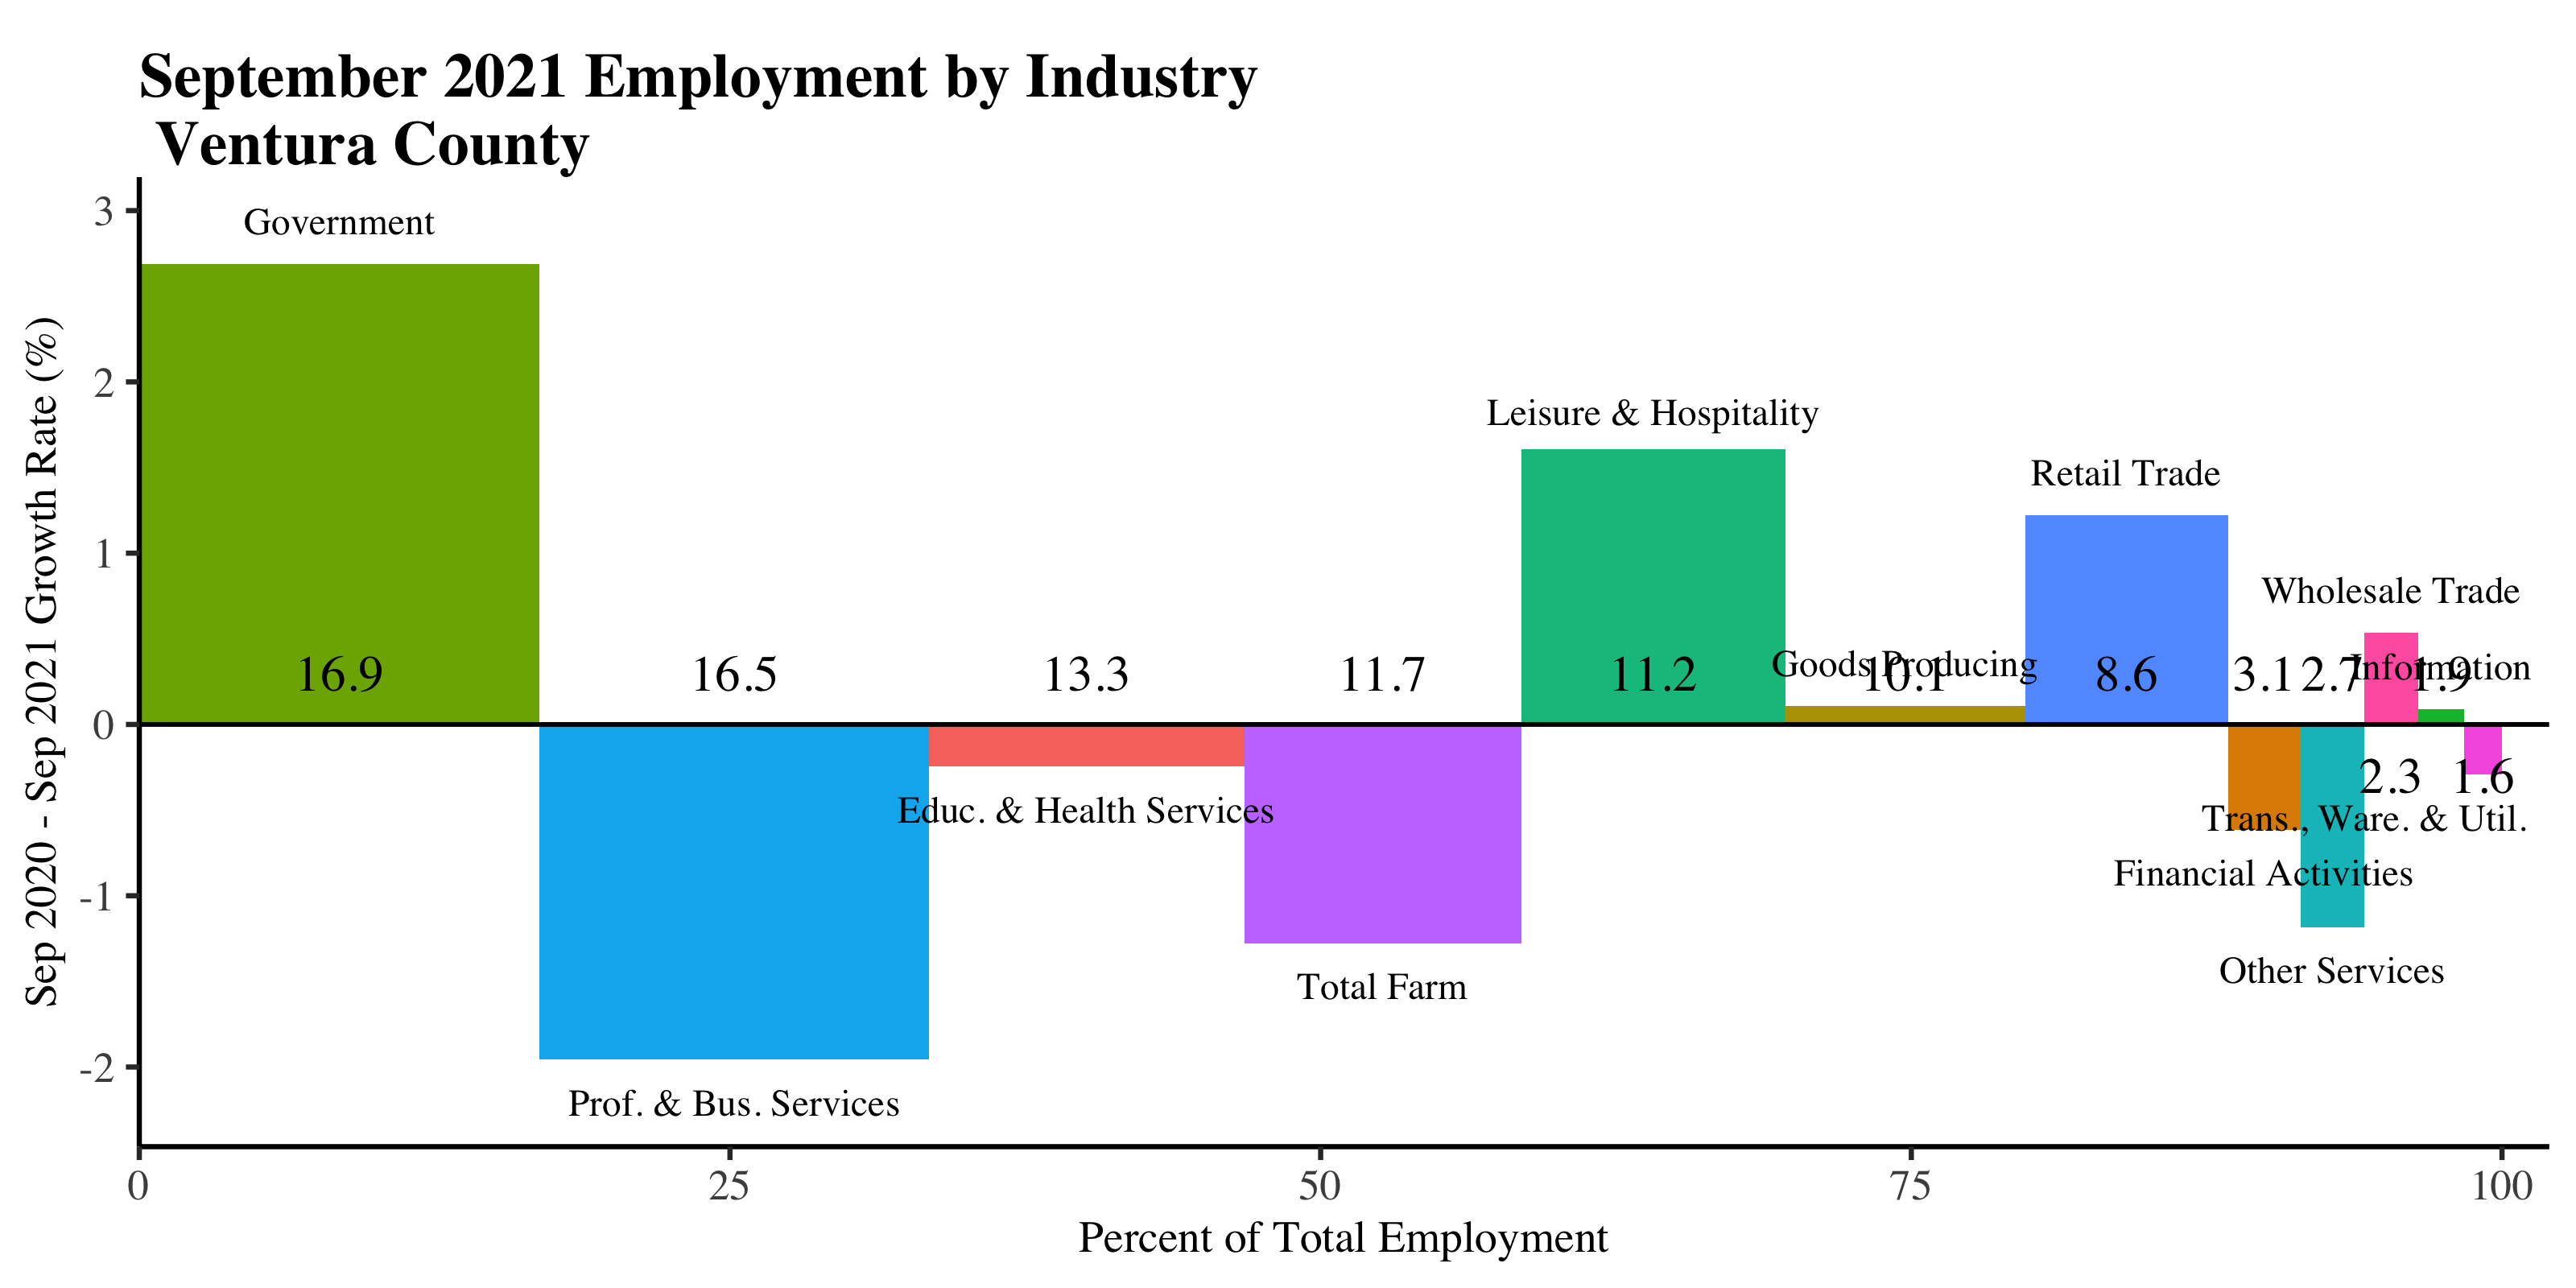 September 2021 Employment by Industry
Ventura County
Sep 2020 - Sep 2021 Growth Rate (%)
3
2
1
0
-1
-2
Government
Leisure & Hospitality
Retail Trade
Wholesale Trade
Goods Producing
Information
16.9
16.5
13.3
11.7
11.2
10.1
8.6
3.1
2.7
1.9
2.3
1.6
Educ. & Health Services
Trans., Ware. & Util.
Financial Activities
Other Services
Total Farm
Prof. & Bus. Services
0
25
50
75
100
Percent of Total Employment